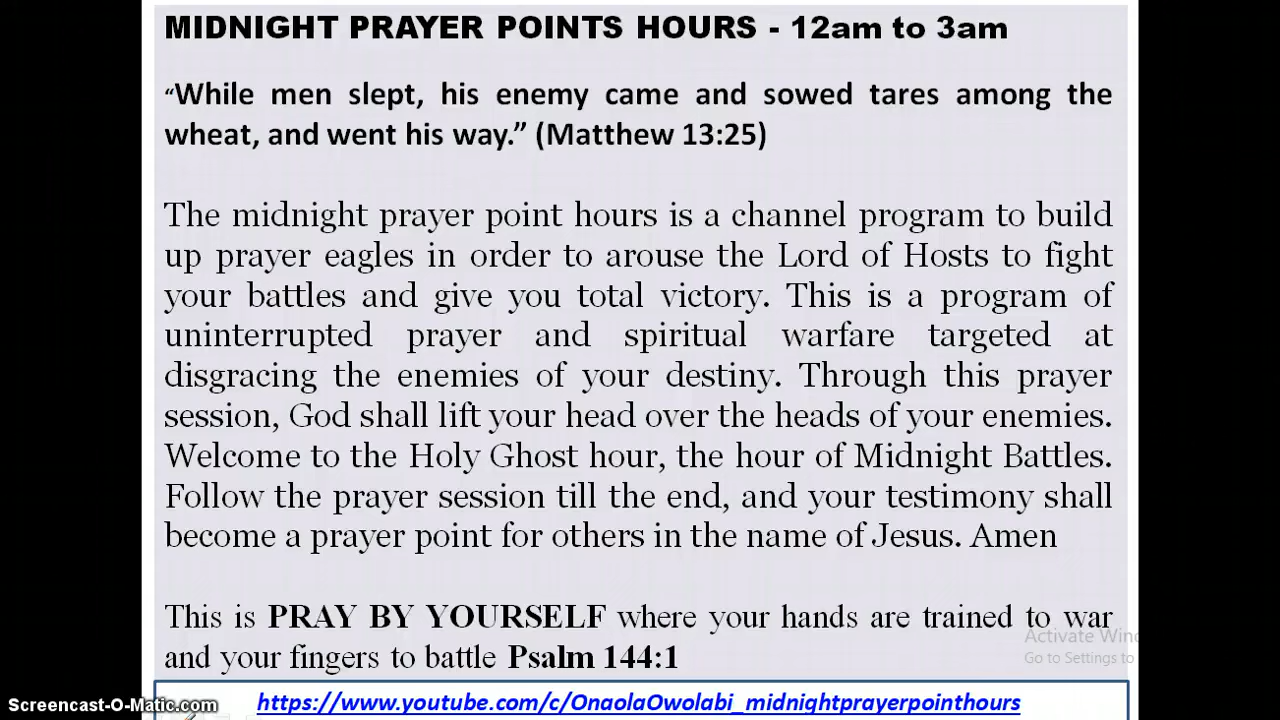 MIDNIGHT PRAYER POINTS HOURS - 12am to 3am
“While men slept, his enemy came and sowed tares among the
wheat, and went his way.” (Matthew 13:25)
The midnight prayer point hours is a channel program to build
up prayer eagles in order to arouse the Lord of Hosts to fight
your battles and give you total victory. This is a program of
uninterrupted prayer and spiritual warfare targeted at
disgracing the enemies of your destiny. Through this prayer
session, God shall lift your head over the heads of your enemies.
Welcome to the Holy Ghost hour, the hour of Midnight Battles.
Follow the prayer session till the end, and your testimony shall
become a prayer point for others in the name of Jesus. Amen
This is PRAY BY YOURSELF where your hands are trained to war
and your fingers to battle Psalm 144:1
Activate Win
Go to Settings to
https://www.youtube.com/c/OnaolaOwolabi_midnightprayerpointhours
Screencast-O-Matic.com